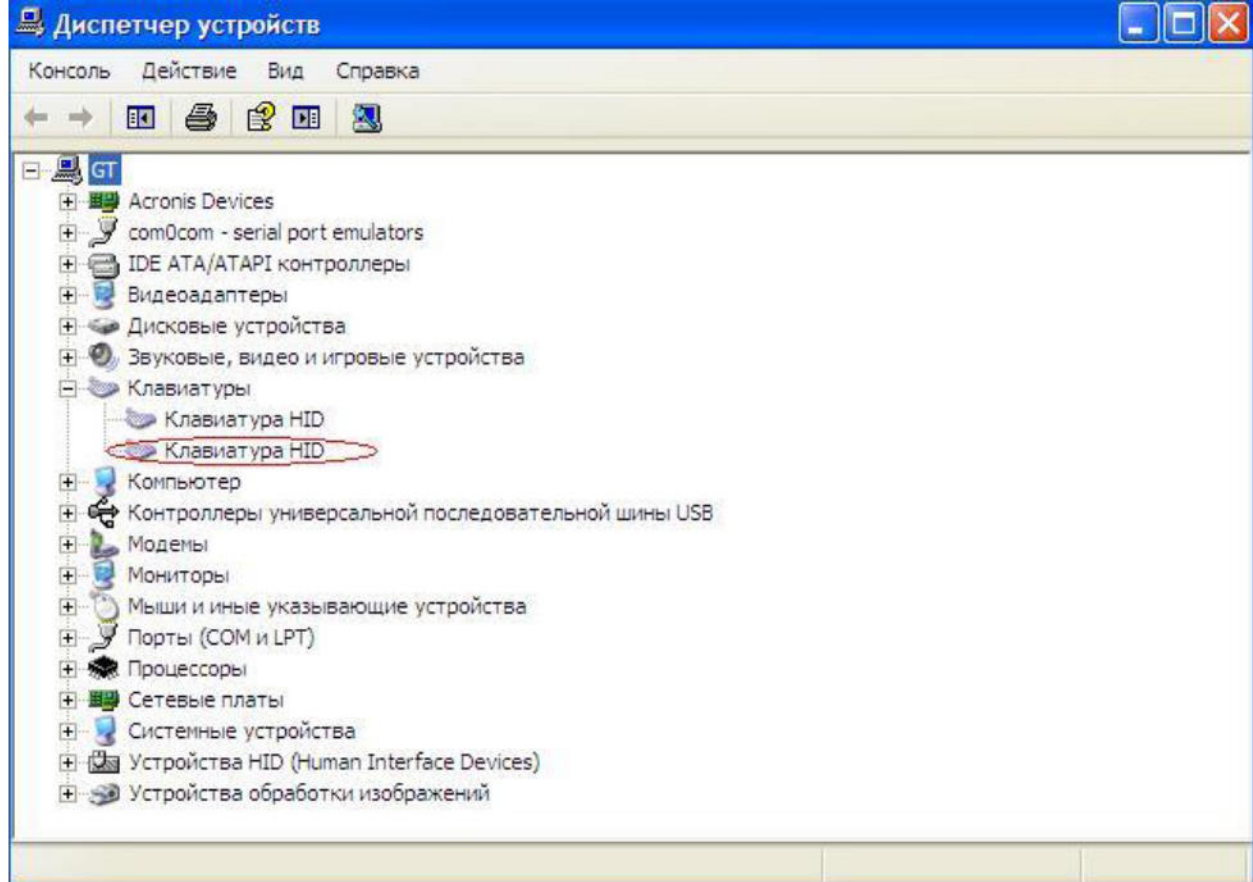 Диспетчер устройств
Консоль Действие Вид Справка
GT
Acronis Devices
com0com - serial port emulators
IDE ATA/ATAPI контроллеры
Видеоадаптеры
Дисковые устройства
Звуковые, видео и игровые устройства
Клавиатуры
Клавиатура HID
Клавиатура HID
Компьютер
Контроллеры универсальной последовательной шины USB
Модемы
Мониторы
Мыши и иные указывающие устройства
Порты (COM и LPT)
Процессоры
Сетевые платы
Системные устройства
Устройства HID (Human Interface Devices)
Устройства обработки изображений